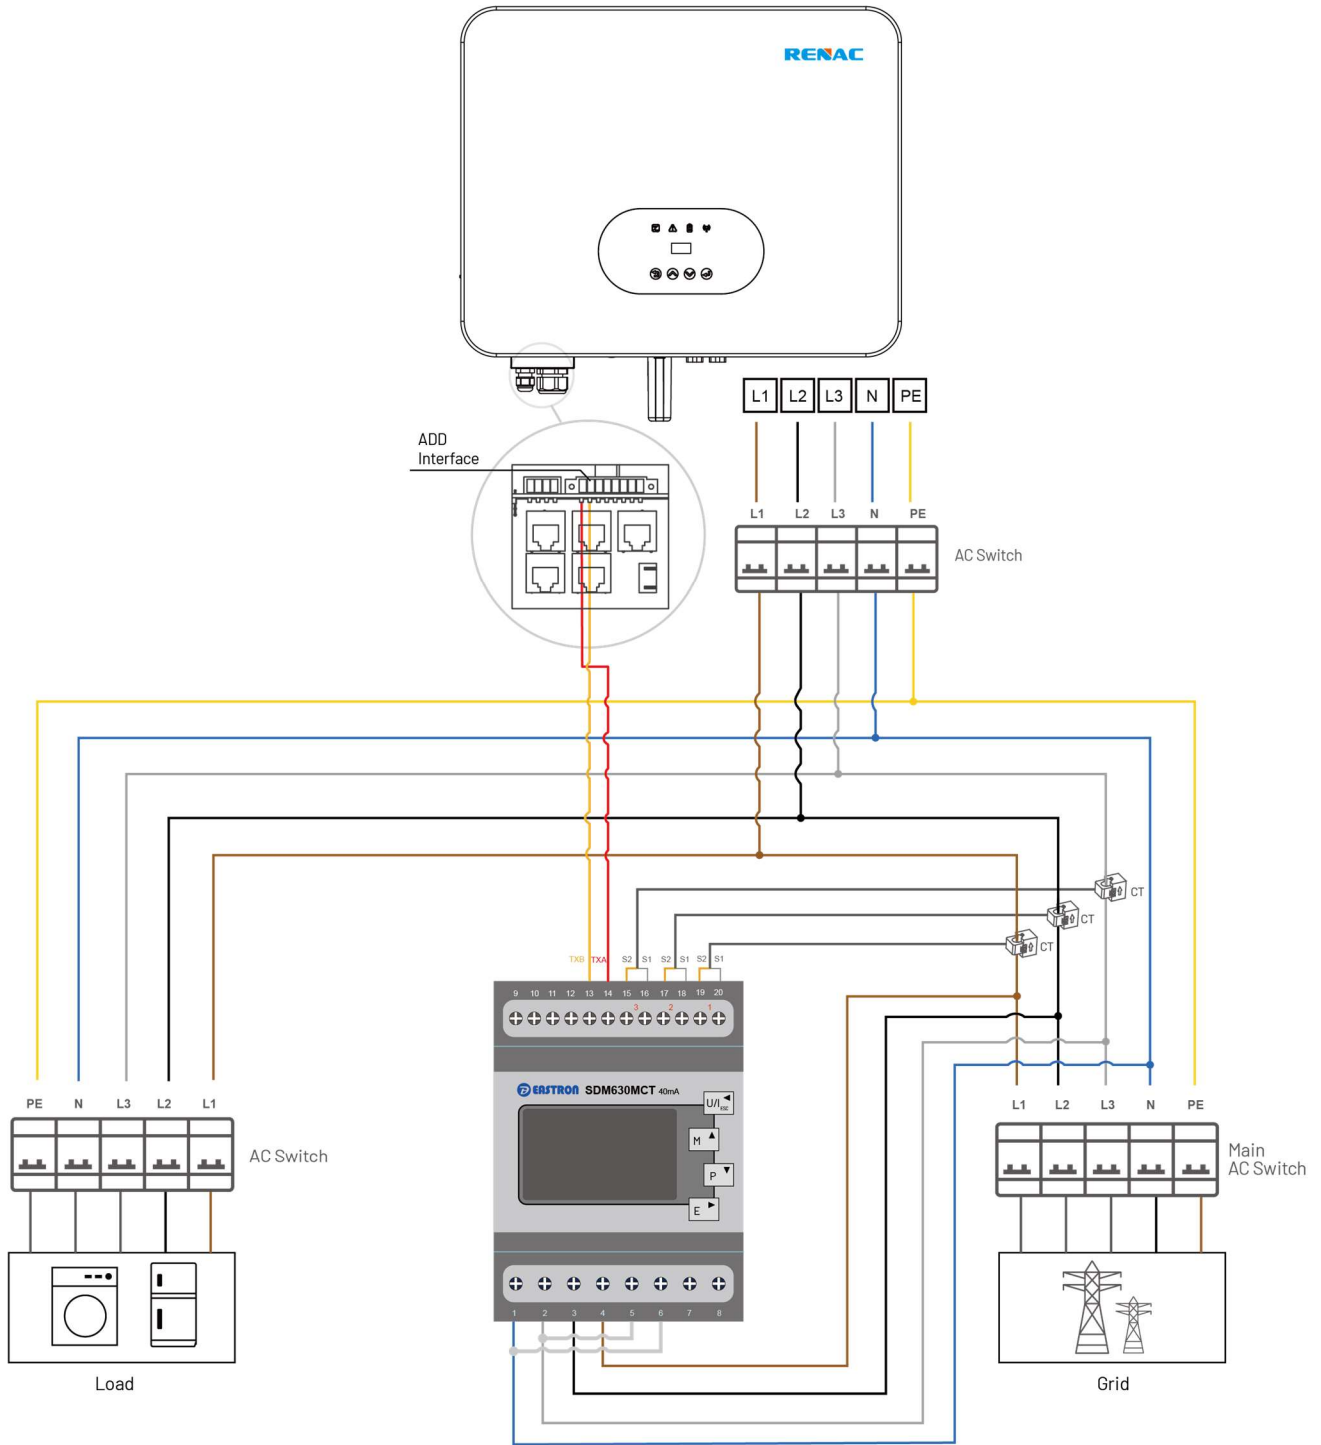 RENAC
ADD
Interface
L1 L2 L3 N PE
L1 L2 L3 N PE
AC Switch
CT
CT
CT
TXB TXA S2 S1 S2 S1 S2 S1
9 10 11 12 13 14 15 16 17 18 19 20
3 2 1
EASTRON SDM630MCT 40mA
U/I ESC
M
P
E
1 2 3 4 5 6 7 8
PE N L3 L2 L1
AC Switch
Load
L1 L2 L3 N PE
Main
AC Switch
Grid